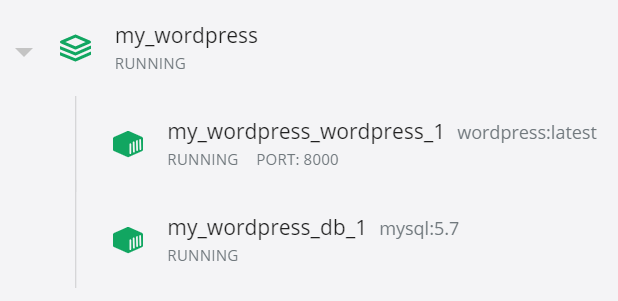 my_wordpress
RUNNING
my_wordpress_wordpress_1 wordpress:latest
RUNNING PORT: 8000
my_wordpress_db_1 mysql:5.7
RUNNING